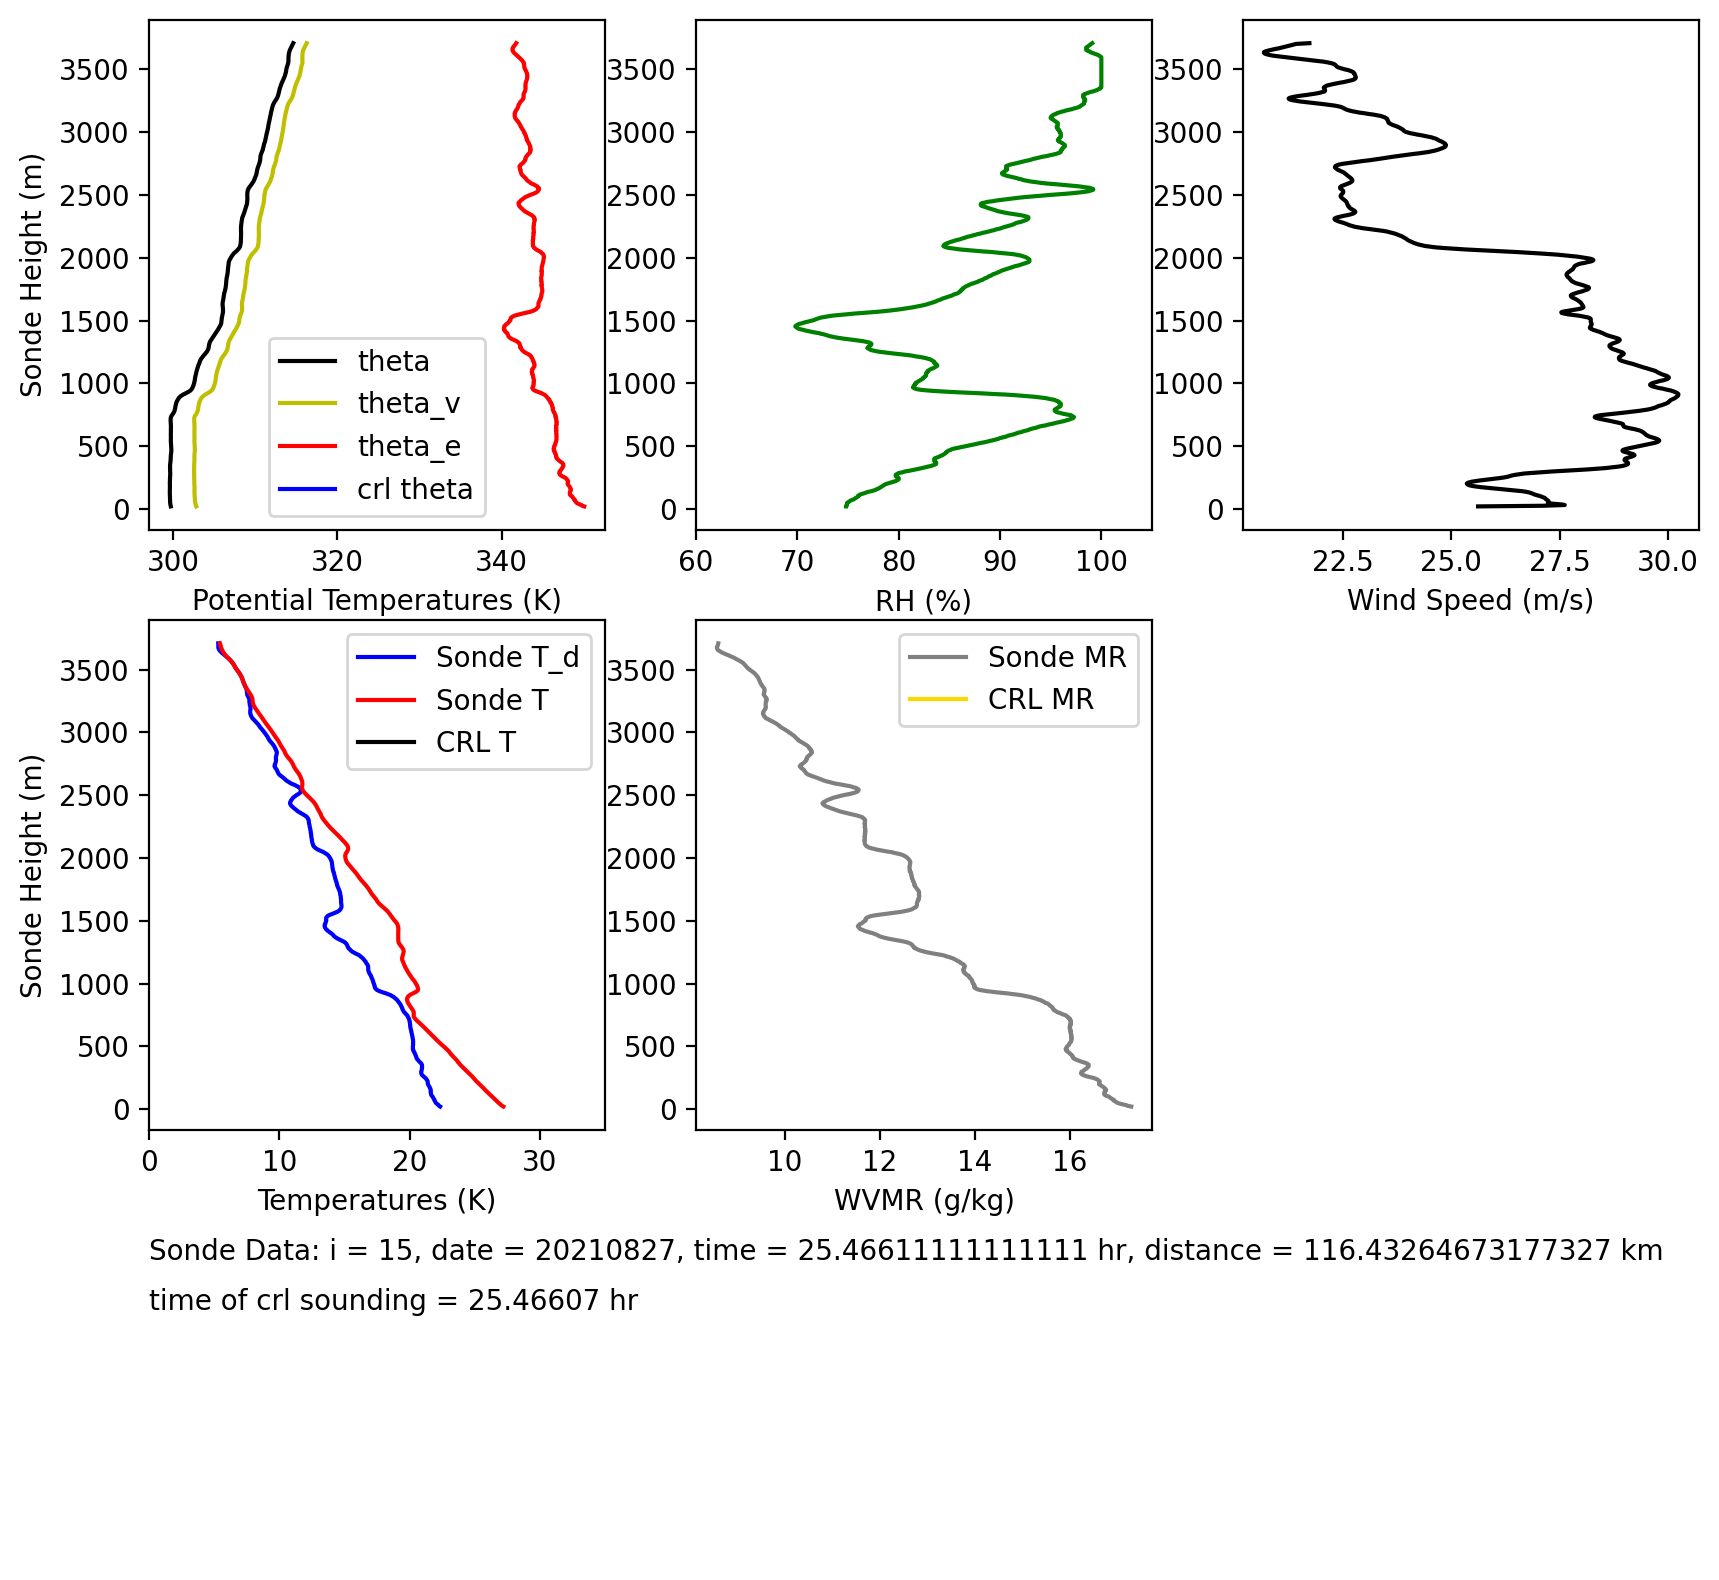 3500
3000
2500
2000
1500
1000
500
0
Sonde Height (m)
theta
theta_v
theta_e
crl theta
300 320 340
Potential Temperatures (K)
3500
3000
2500
2000
1500
1000
500
0
60 70 80 90 100
RH (%)
3500
3000
2500
2000
1500
1000
500
0
22.5 25.0 27.5 30.0
Wind Speed (m/s)
3500
3000
2500
2000
1500
1000
500
0
Sonde Height (m)
Sonde T_d
Sonde T
CRL T
0 10 20 30
Temperatures (K)
3500
3000
2500
2000
1500
1000
500
0
Sonde MR
CRL MR
10 12 14 16
WVMR (g/kg)
Sonde Data: i = 15, date = 20210827, time = 25.46611111111111 hr, distance = 116.43264673177327 km
time of crl sounding = 25.46607 hr